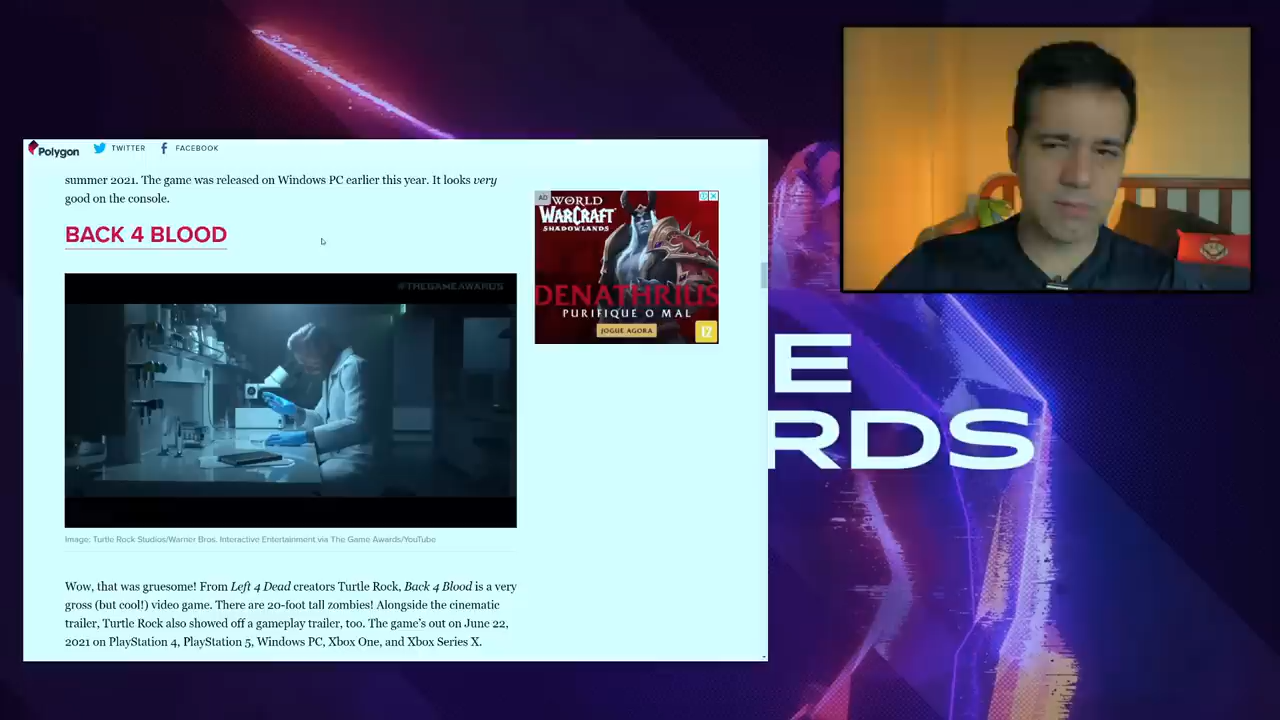 Polygon TWITTER FACEBOOK
summer 2021. The game was released on Windows PC earlier this year. It looks very
good on the console.
BACK 4 BLOOD
#THEGAMEAWARDS
Image: Turtle Rock Studios/Warner Bros. Interactive Entertainment via The Game Awards/YouTube
Wow, that was gruesome! From Left 4 Dead creators Turtle Rock, Back 4 Blood is a very
gross (but cool!) video game. There are 20-foot tall zombies! Alongside the cinematic
trailer, Turtle Rock also showed off a gameplay trailer, too. The game's out on June 22,
2021 on PlayStation 4, PlayStation 5, Windows PC, Xbox One, and Xbox Series X.
AD
WORLD
WARCRAFT
SHADOWLANDS
DENATHRIUS
PURIFIQUE O MAL
JOGUE AGORA
12
E
RDS